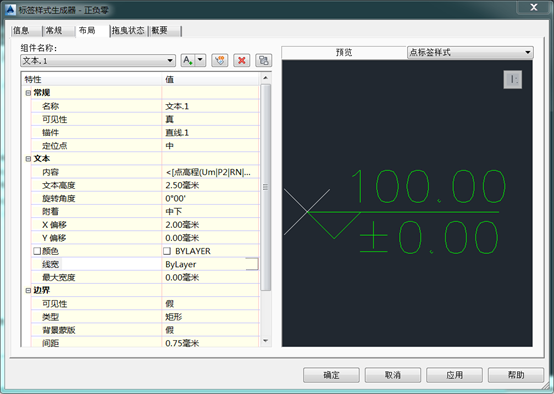 标签样式生成器 - 正负零
信息 常规 布局 拖曳状态 概要
组件名称:
文本.1
预览 点标签样式
特性 值
常规
名称 文本.1
可见性 真
锚件 直线.1
定位点 中
文本
内容 <[点高程(Um|P2|RN|...
文本高度 2.50毫米
旋转角度 0°00'
附着 中下
X 偏移 2.00毫米
Y 偏移 0.00毫米
颜色 BYLAYER
线宽 ByLayer
最大宽度 0.00毫米
边界
可见性 假
类型 矩形
背景蒙版 假
间距 0.75毫米
100.00
±0.00
确定 取消 应用 帮助